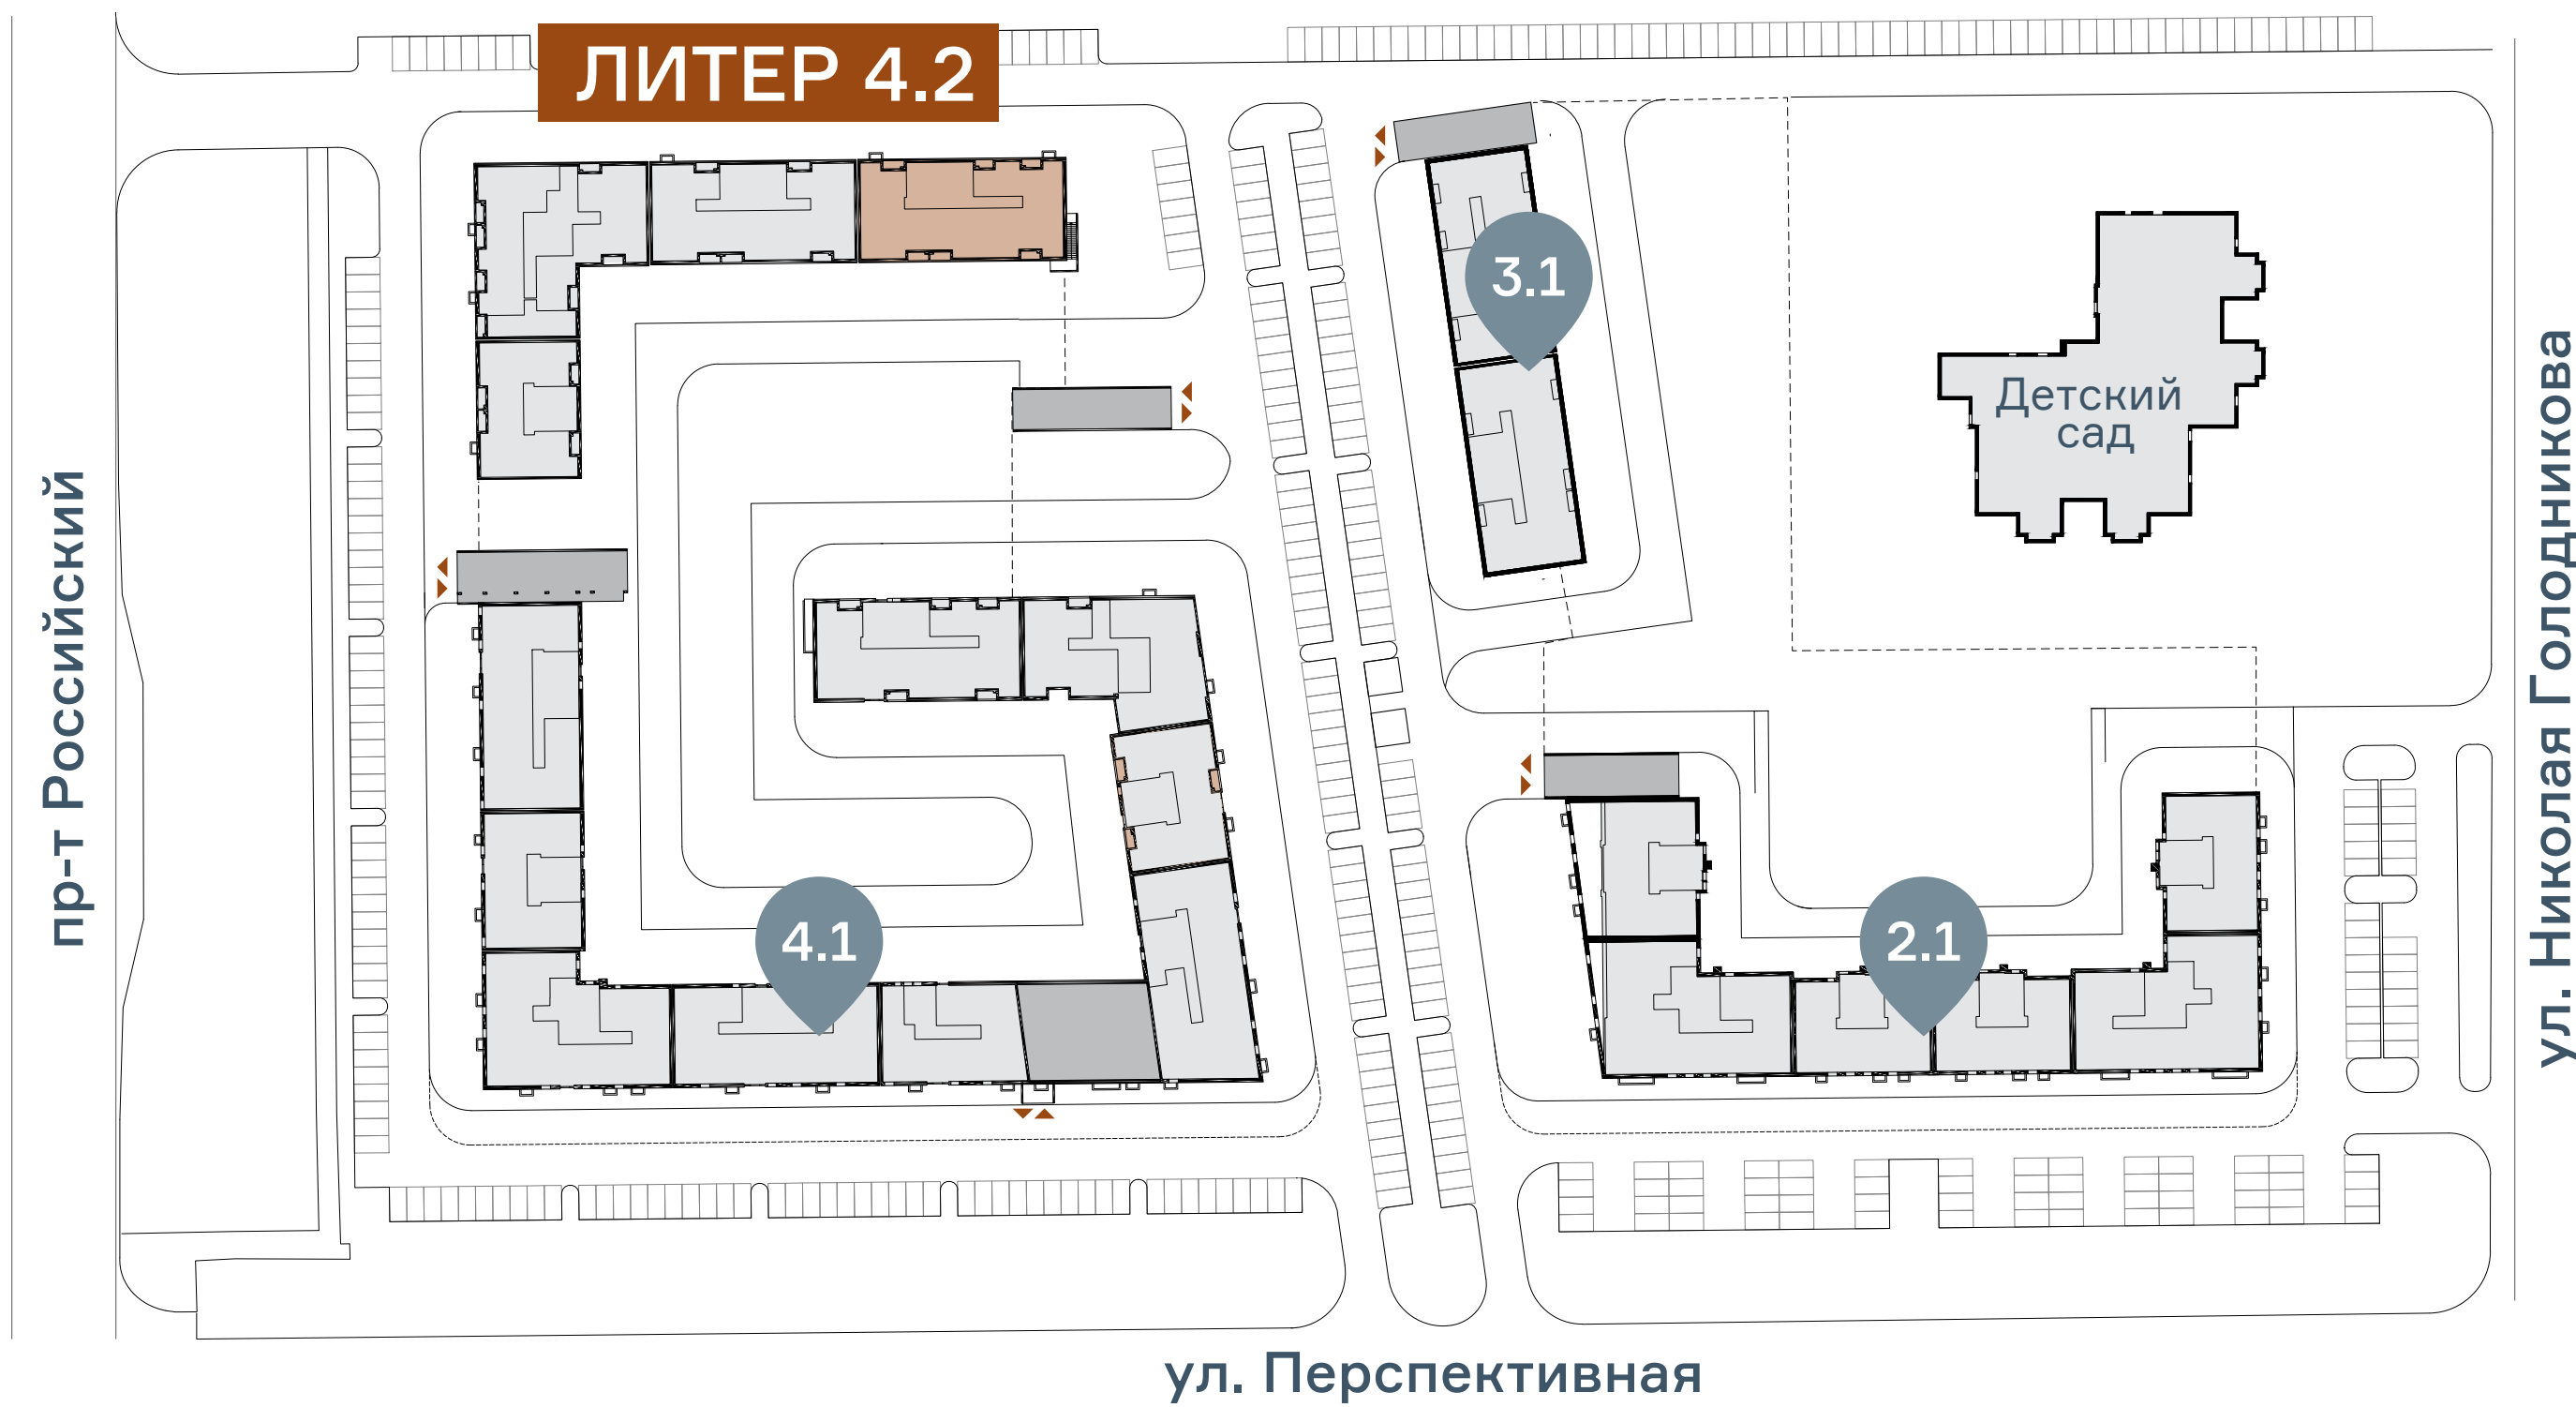 ЛИТЕР 4.2
3.1
Детский
сад
пр-т Российский
ул. Николая Голодникова
4.1
2.1
ул. Перспективная